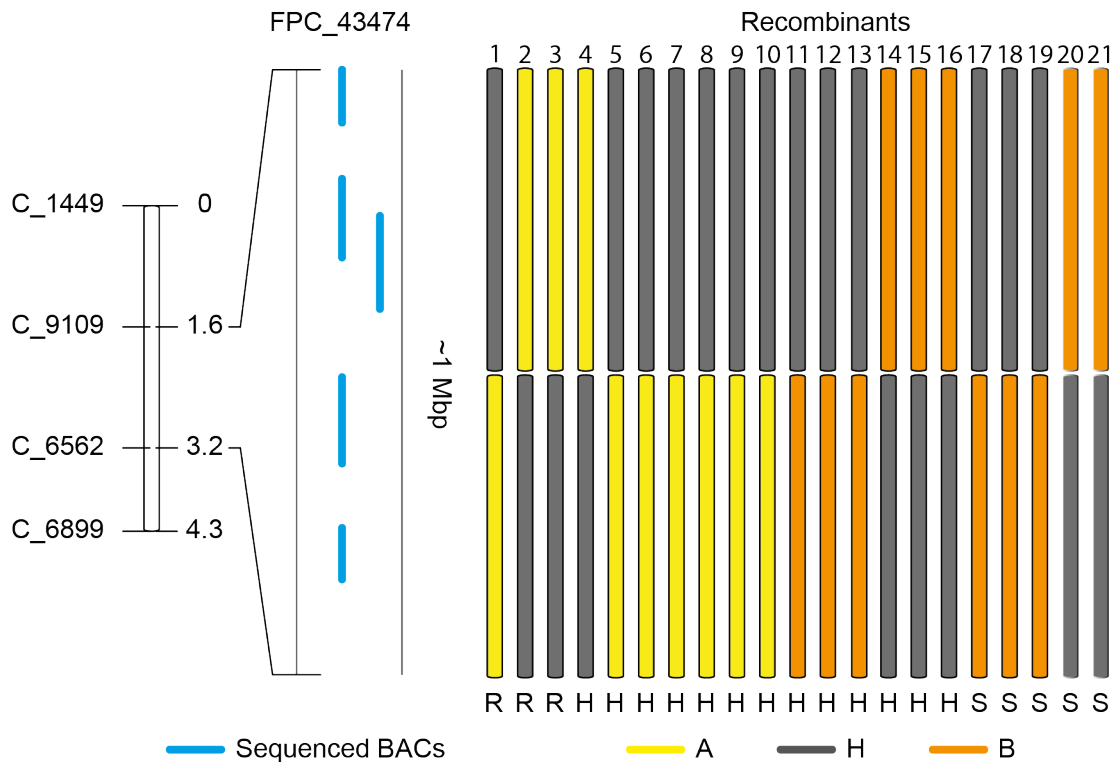 FPC_43474
Recombinants
1 2 3 4 5 6 7 8 9 10 11 12 13 14 15 16 17 18 19 20 21
C_1449 0
C_9109 1.6
C_6562 3.2
C_6899 4.3
~1 Mbp
R R R H H H H H H H H H H H H H S S S S S
Sequenced BACs A H B